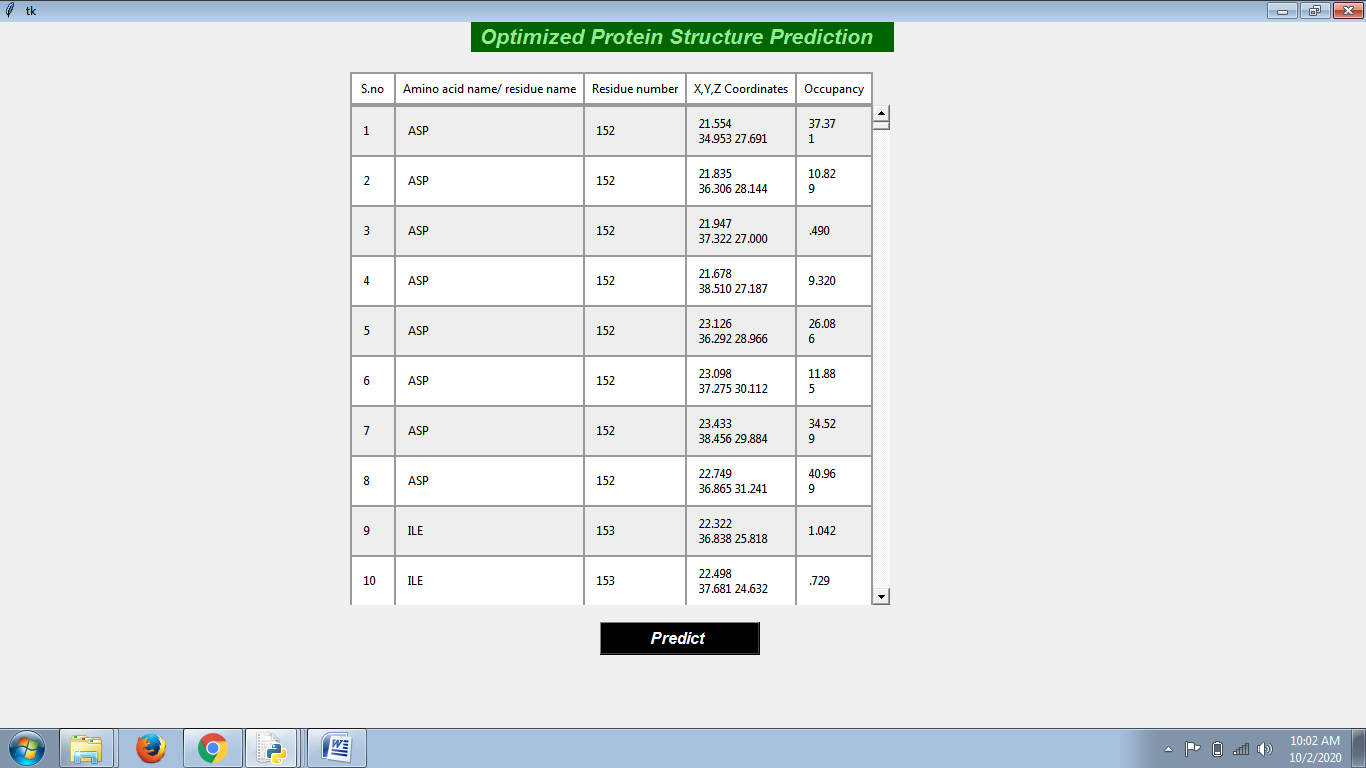 tk
Optimized Protein Structure Prediction
S.no Amino acid name/ residue name Residue number X,Y,Z Coordinates Occupancy
1 ASP 152 21.554 37.37
34.953 27.691 1
2 ASP 152 21.835 10.82
36.306 28.144 9
3 ASP 152 21.947 .490
37.322 27.000
4 ASP 152 21.678 9.320
38.510 27.187
5 ASP 152 23.126 26.08
36.292 28.966 6
6 ASP 152 23.098 11.88
37.275 30.112 5
7 ASP 152 23.433 34.52
38.456 29.884 9
8 ASP 152 22.749 40.96
36.865 31.241 9
9 ILE 153 22.322 1.042
36.838 25.818
10 ILE 153 22.498 .729
37.681 24.632
Predict
10:02 AM
10/2/2020